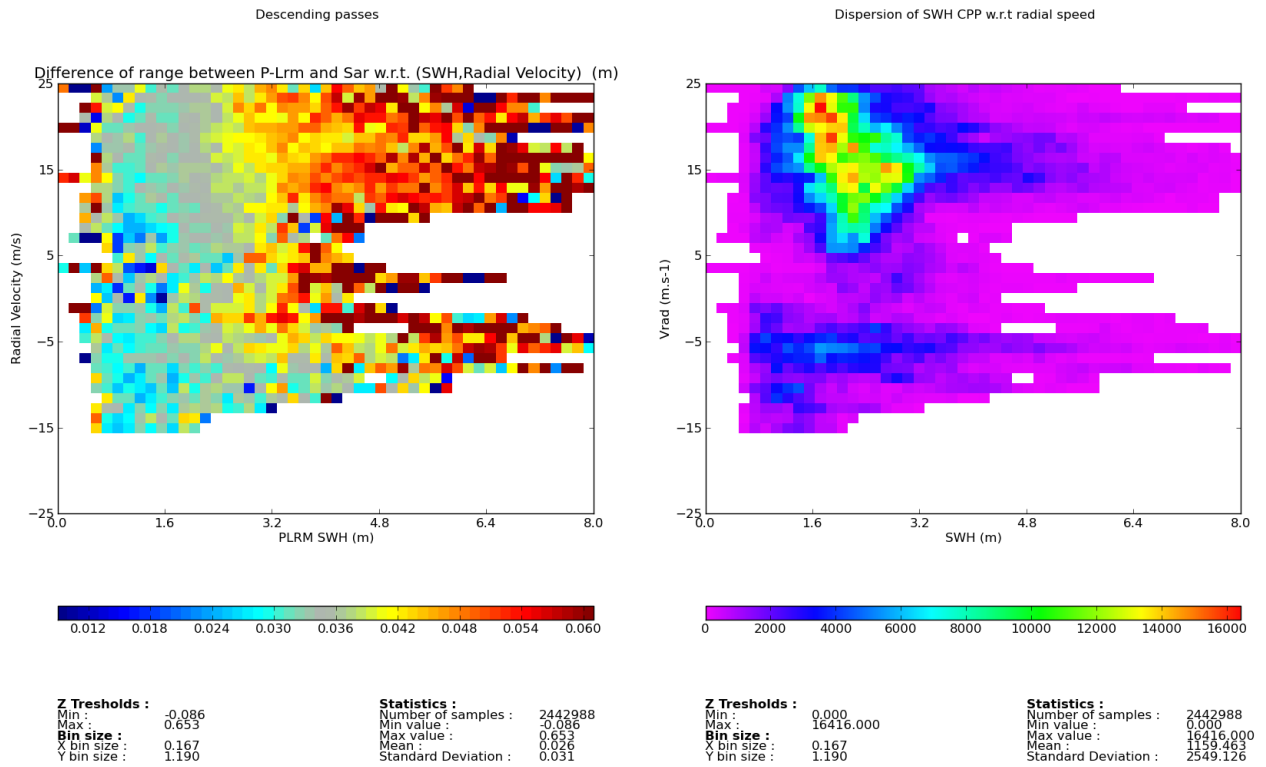 Descending passes
Difference of range between P-Lrm and Sar w.r.t. (SWH,Radial Velocity) (m)
25
15
5
−5
−15
−25
Radial Velocity (m/s)
0.0 1.6 3.2 4.8 6.4 8.0
PLRM SWH (m)
0.012 0.018 0.024 0.030 0.036 0.042 0.048 0.054 0.060
Z Tresholds :
Min : -0.086
Max : 0.653
Bin size :
X bin size : 0.167
Y bin size : 1.190
Statistics :
Number of samples : 2442988
Min value : -0.086
Max value : 0.653
Mean : 0.026
Standard Deviation : 0.031
Dispersion of SWH CPP w.r.t radial speed
25
15
5
−5
−15
−25
Vrad (m.s-1)
0.0 1.6 3.2 4.8 6.4 8.0
SWH (m)
0 2000 4000 6000 8000 10000 12000 14000 16000
Z Tresholds :
Min : 0.000
Max : 16416.000
Bin size :
X bin size : 0.167
Y bin size : 1.190
Statistics :
Number of samples : 2442988
Min value : 0.000
Max value : 16416.000
Mean : 1159.463
Standard Deviation : 2549.126